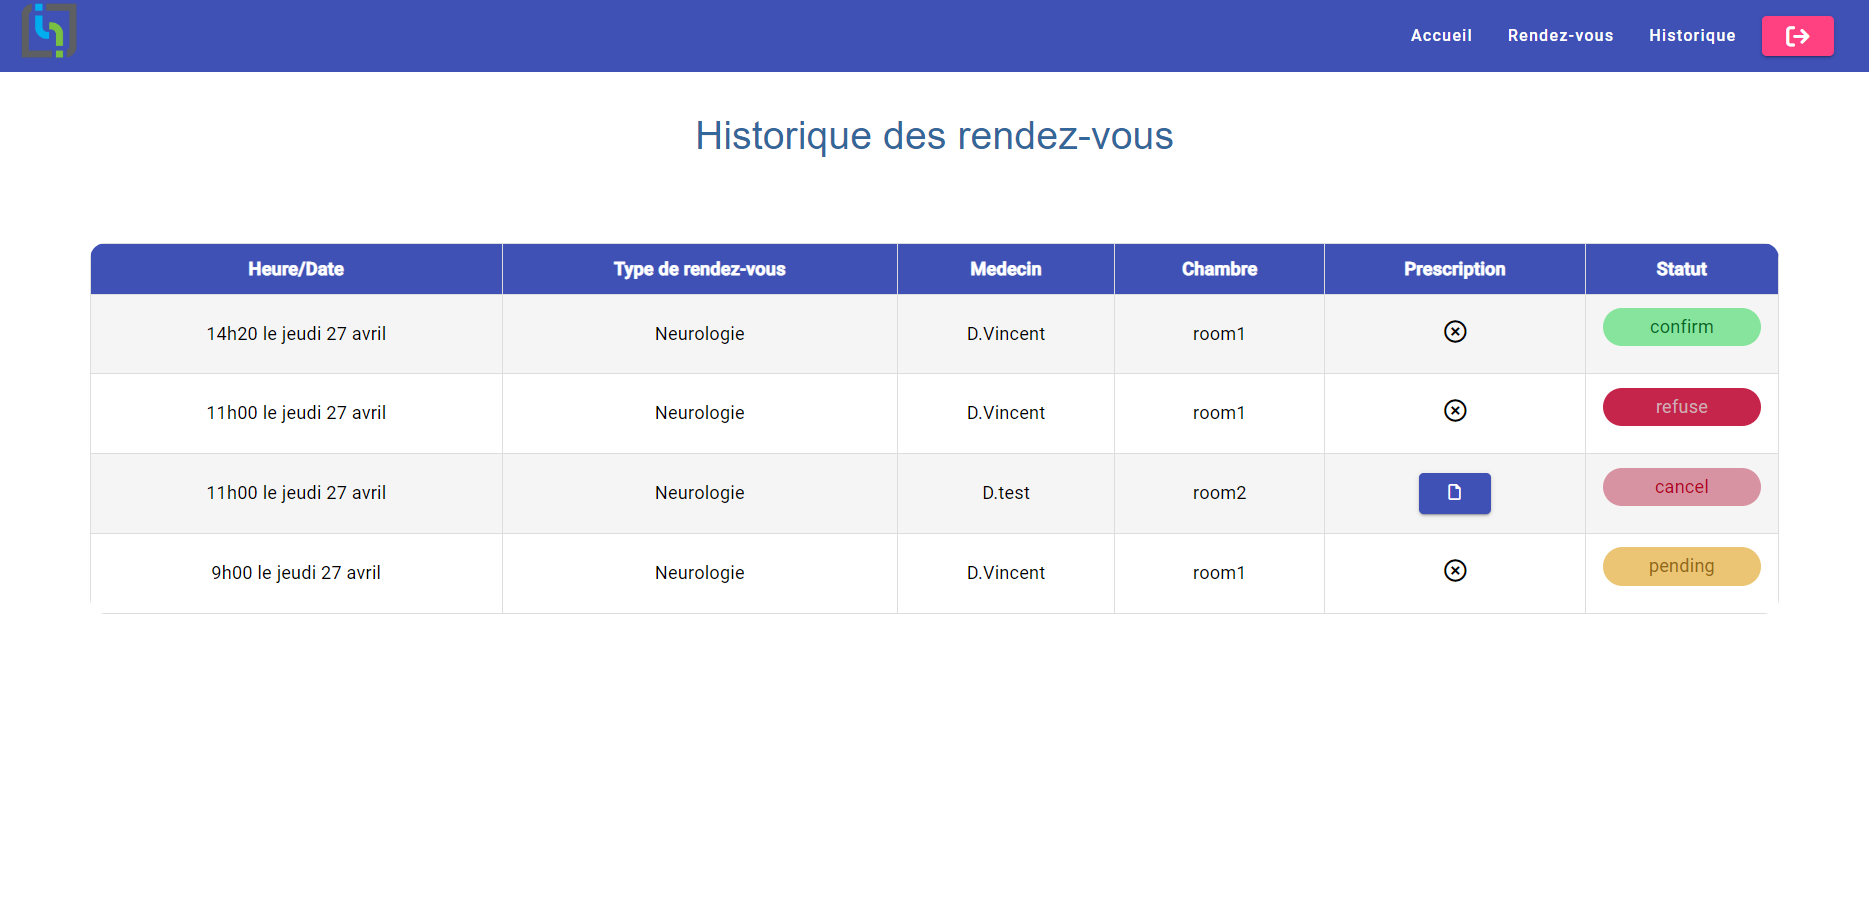 Accueil Rendez-vous Historique
Historique des rendez-vous
Heure/Date Type de rendez-vous Medecin Chambre Prescription Statut
14h20 le jeudi 27 avril Neurologie D.Vincent room1 confirm
11h00 le jeudi 27 avril Neurologie D.Vincent room1 refuse
11h00 le jeudi 27 avril Neurologie D.test room2 cancel
9h00 le jeudi 27 avril Neurologie D.Vincent room1 pending